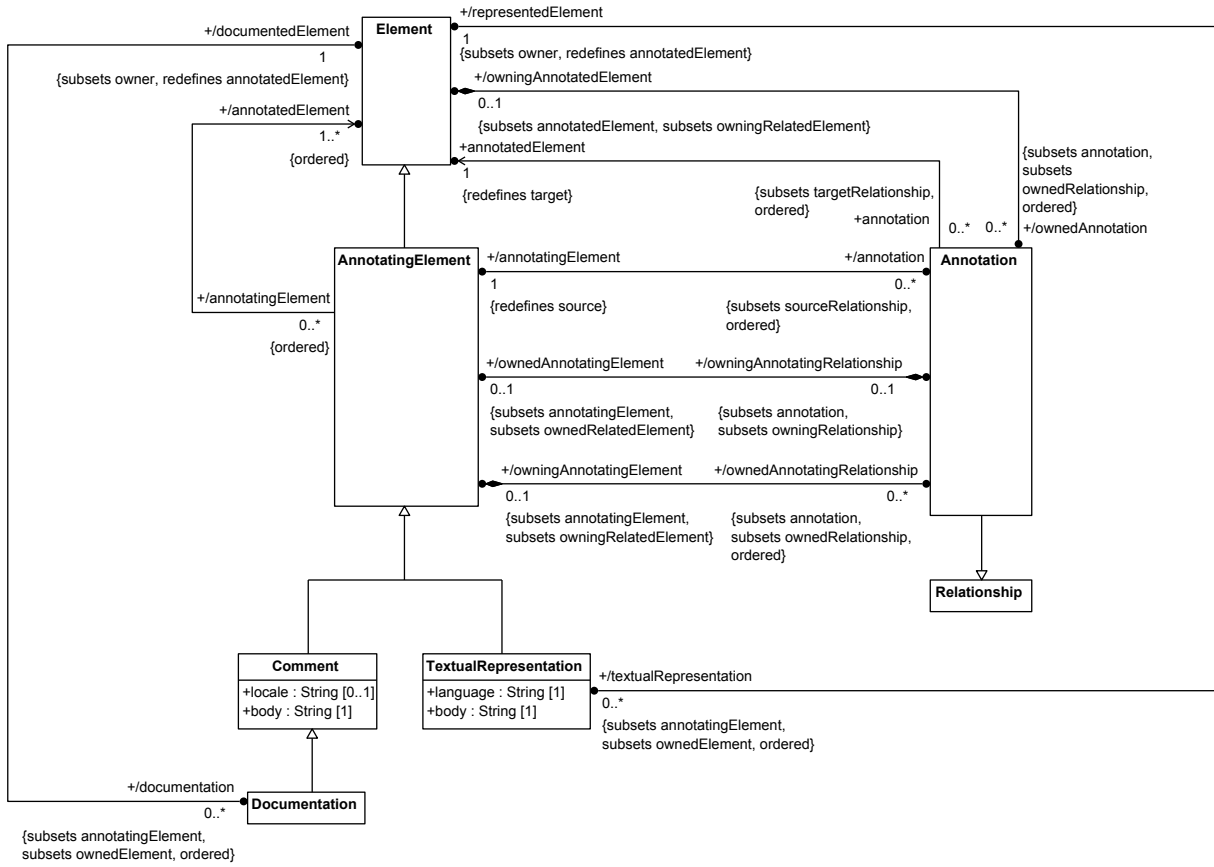 +/representedElement
Element
+/documentedElement
1
1
{subsets owner, redefines annotatedElement}
{subsets owner, redefines annotatedElement}
+/owningAnnotatedElement
0..1
{subsets annotatedElement, subsets owningRelatedElement}
+/annotatedElement
1..*
{ordered}
+annotatedElement
1
{redefines target}
{subsets annotation,
subsets
ownedRelationship,
ordered}
{subsets targetRelationship,
ordered}
+annotation
0..*
0..*
+/ownedAnnotation
AnnotatingElement
+/annotatingElement
1
{redefines source}
+/annotation
0..*
{subsets sourceRelationship,
ordered}
Annotation
+/annotatingElement
0..*
{ordered}
+/ownedAnnotatingElement
0..1
{subsets annotatingElement,
subsets ownedRelatedElement}
+/owningAnnotatingRelationship
0..1
{subsets annotation,
subsets owningRelationship}
+/owningAnnotatingElement
0..1
{subsets annotatingElement,
subsets owningRelatedElement}
+/ownedAnnotatingRelationship
0..*
{subsets annotation,
subsets ownedRelationship,
ordered}
Relationship
Comment
+locale : String [0..1]
+body : String [1]
TextualRepresentation
+language : String [1]
+body : String [1]
+/textualRepresentation
0..*
{subsets annotatingElement,
subsets ownedElement, ordered}
+/documentation
0..*
{subsets annotatingElement,
subsets ownedElement, ordered}
Documentation